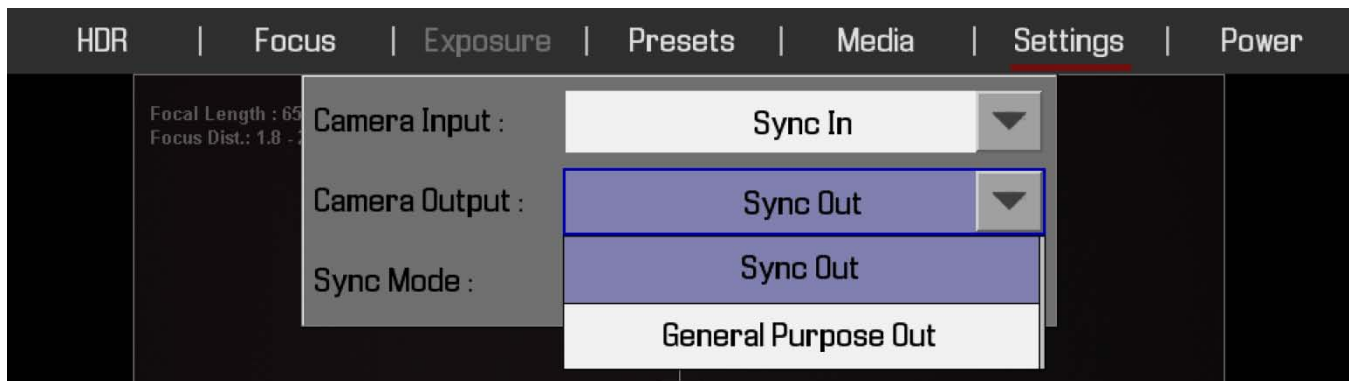 HDR | Focus | Exposure | Presets | Media | Settings | Power
Focal Length : 65
Focus Dist.: 1.8 -
Camera Input : Sync In
Camera Output : Sync Out
Sync Out
Sync Mode :
General Purpose Out